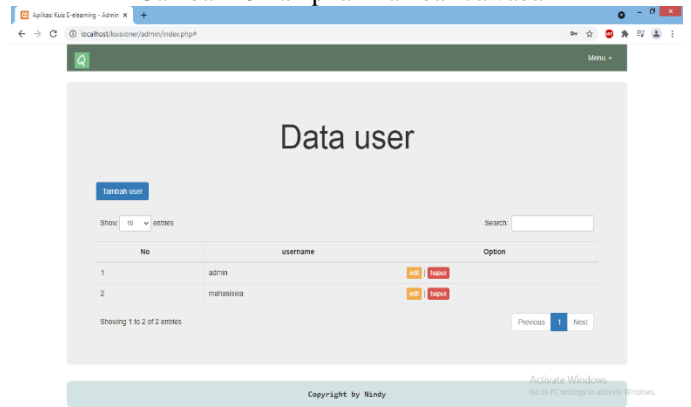 Aplikasi Kuis E-elearning - Admin
localhost/kuisioner/admin/index.php#
Q
Menu
Data user
Tambah user
Show 10 entries
Search:
No username Option
1 admin edit | hapus
2 mahasiswa edit | hapus
Showing 1 to 2 of 2 entries
Previous 1 Next
Activate Windows
Go to PC settings to activate Windows.
Copyright by Nindy